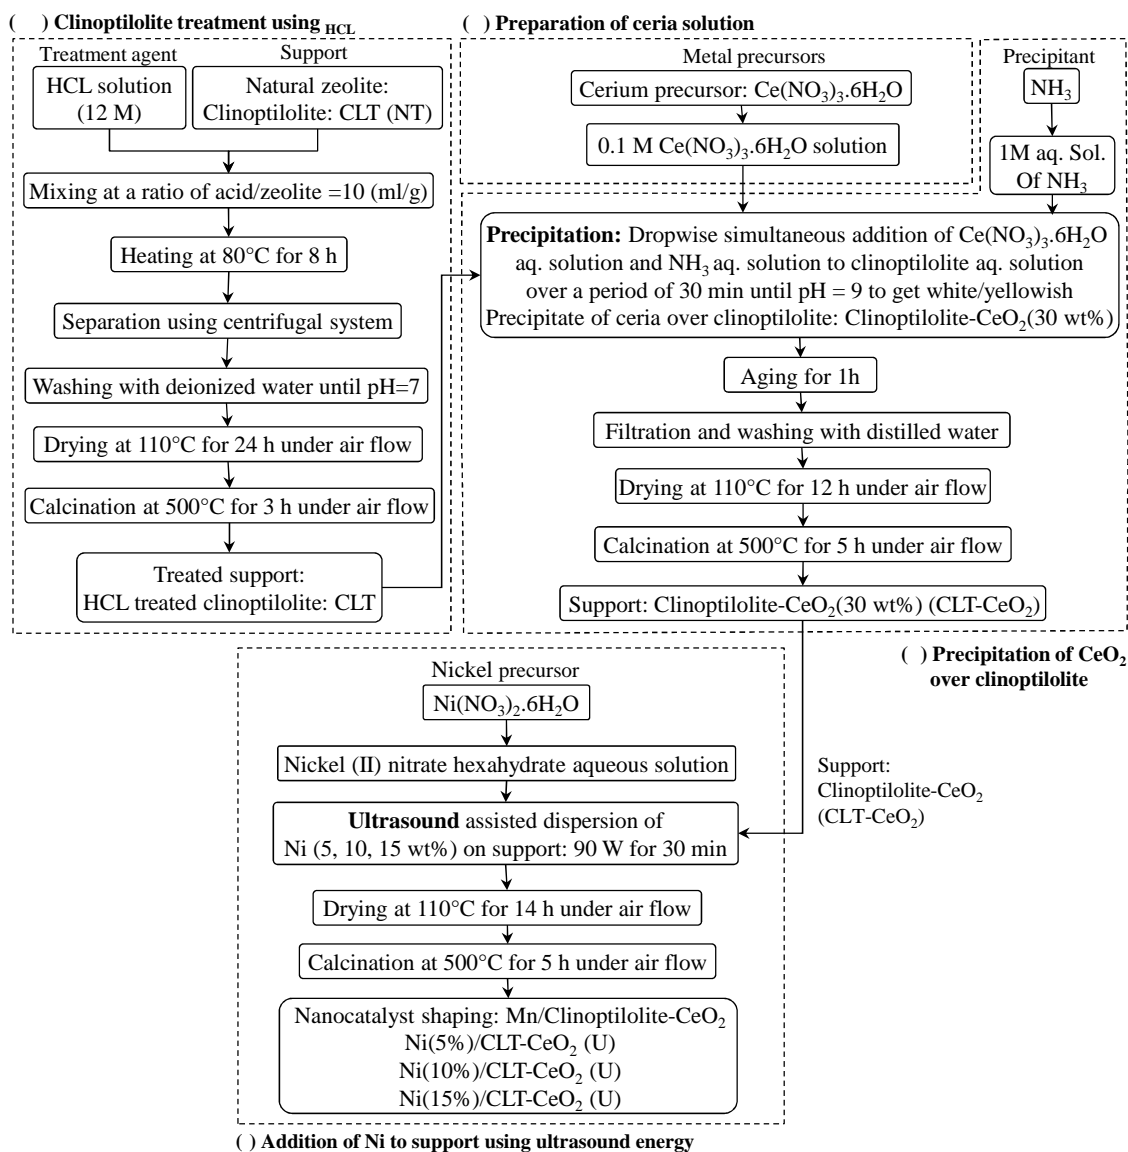 (    ) Clinoptilolite treatment using HCL
Treatment agent
Support
HCL solution
(12 M)
Natural zeolite:
Clinoptilolite: CLT (NT)
Mixing at a ratio of acid/zeolite =10 (ml/g)
Heating at 80°C for 8 h
Separation using centrifugal system
Washing with deionized water until pH=7
Drying at 110°C for 24 h under air flow
Calcination at 500°C for 3 h under air flow
Treated support:
HCL treated clinoptilolite: CLT
(   ) Preparation of ceria solution
Metal precursors
Cerium precursor: Ce(NO₃)₃.6H₂O
0.1 M Ce(NO₃)₃.6H₂O solution
Precipitant
NH₃
1M aq. Sol.
Of NH₃
Precipitation: Dropwise simultaneous addition of Ce(NO₃)₃.6H₂O
aq. solution and NH₃ aq. solution to clinoptilolite aq. solution
over a period of 30 min until pH = 9 to get white/yellowish
Precipitate of ceria over clinoptilolite: Clinoptilolite-CeO₂(30 wt%)
Aging for 1h
Filtration and washing with distilled water
Drying at 110°C for 12 h under air flow
Calcination at 500°C for 5 h under air flow
Support: Clinoptilolite-CeO₂(30 wt%) (CLT-CeO₂)
(   ) Precipitation of CeO₂
over clinoptilolite
Support:
Clinoptilolite-CeO₂
(CLT-CeO₂)
Nickel precursor
Ni(NO₃)₂.6H₂O
Nickel (II) nitrate hexahydrate aqueous solution
Ultrasound assisted dispersion of
Ni (5, 10, 15 wt%) on support: 90 W for 30 min
Drying at 110°C for 14 h under air flow
Calcination at 500°C for 5 h under air flow
Nanocatalyst shaping: Mn/Clinoptilolite-CeO₂
Ni(5%)/CLT-CeO₂ (U)
Ni(10%)/CLT-CeO₂ (U)
Ni(15%)/CLT-CeO₂ (U)
(  ) Addition of Ni to support using ultrasound energy